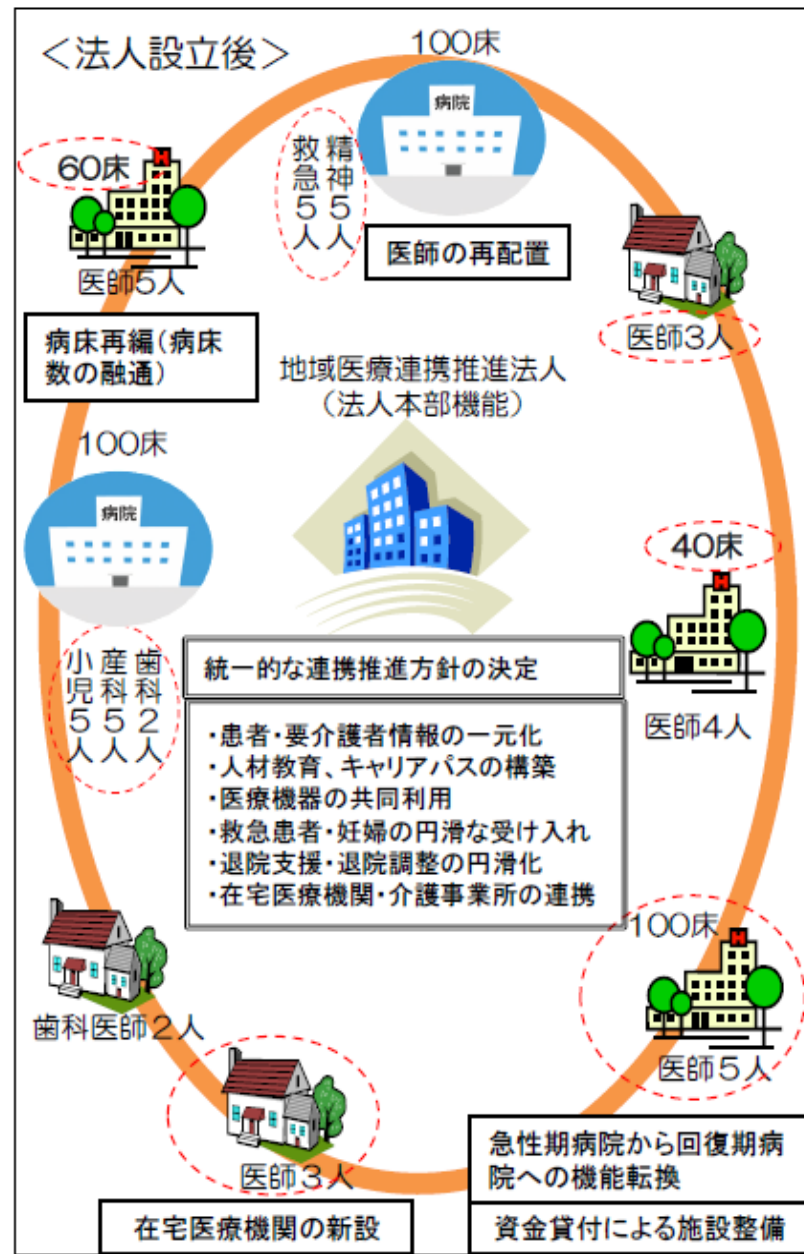 <法人設立後>
100床
病院
精神5人
救急5人
医師の再配置
60床
H
医師5人
病床再編(病床
数の融通)
医師3人
地域医療連携推進法人
(法人本部機能)
100床
病院
歯科2人
産科5人
小児5人
40床
H
医師4人
統一的な連携推進方針の決定
・患者・要介護者情報の一元化
・人材教育、キャリアパスの構築
・医療機器の共同利用
・救急患者・妊婦の円滑な受け入れ
・退院支援・退院調整の円滑化
・在宅医療機関・介護事業所の連携
100床
H
医師5人
歯科医師2人
医師3人
在宅医療機関の新設
急性期病院から回復期病
院への機能転換
資金貸付による施設整備